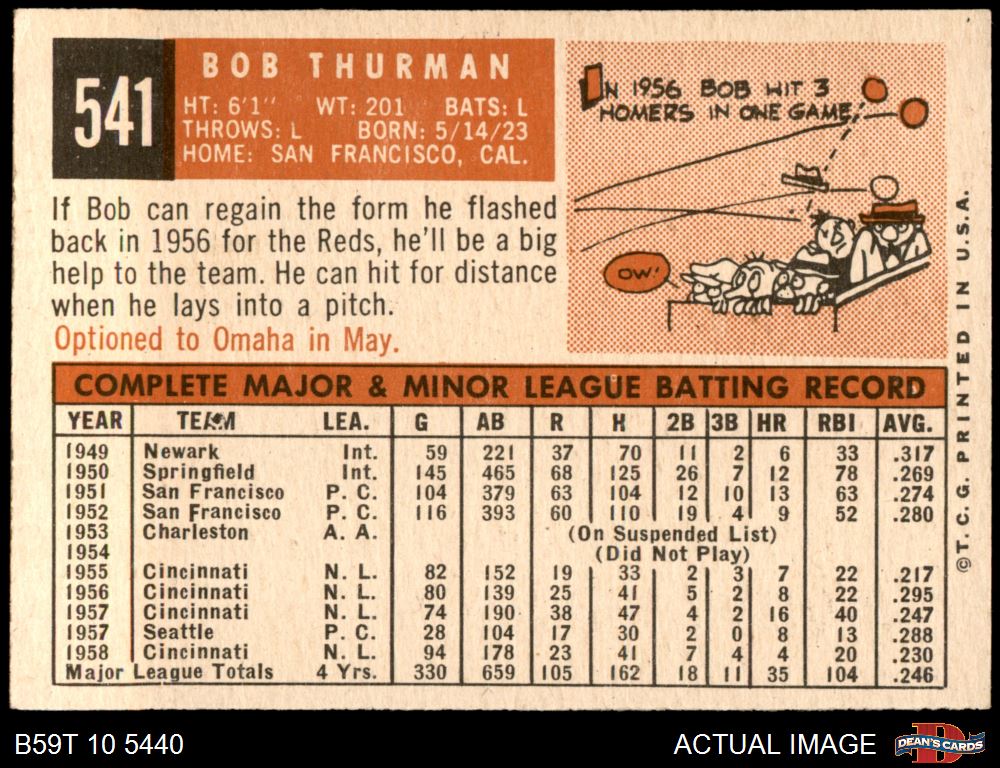 541
BOB THURMAN
HT: 6'1" WT: 201 BATS: L
THROWS: L BORN: 5/14/23
HOME: SAN FRANCISCO, CAL.
If Bob can regain the form he flashed
back in 1956 for the Reds, he'll be a big
help to the team. He can hit for distance
when he lays into a pitch.
Optioned to Omaha in May.
IN 1956 BOB HIT 3
HOMERS IN ONE GAME!
OW!
COMPLETE MAJOR & MINOR LEAGUE BATTING RECORD
YEAR TEAM LEA. G AB R H 2B 3B HR RBI AVG.
1949 Newark Int. 59 221 37 70 11 2 6 33 .317
1950 Springfield Int. 145 465 68 125 26 7 12 78 .269
1951 San Francisco P. C. 104 379 63 104 12 10 13 63 .274
1952 San Francisco P. C. 116 393 60 110 19 4 9 52 .280
1953 Charleston A. A. (On Suspended List)
1954 (Did Not Play)
1955 Cincinnati N. L. 82 152 19 33 2 3 7 22 .217
1956 Cincinnati N. L. 80 139 25 41 5 2 8 22 .295
1957 Cincinnati N. L. 74 190 38 47 4 2 16 40 .247
1957 Seattle P. C. 28 104 17 30 2 0 8 13 .288
1958 Cincinnati N. L. 94 178 23 41 7 4 4 20 .230
Major League Totals 4 Yrs. 330 659 105 162 18 11 35 104 .246
©T. C. G. PRINTED IN U.S.A.
B59T 10 5440
ACTUAL IMAGE
D
DEAN'S CARDS